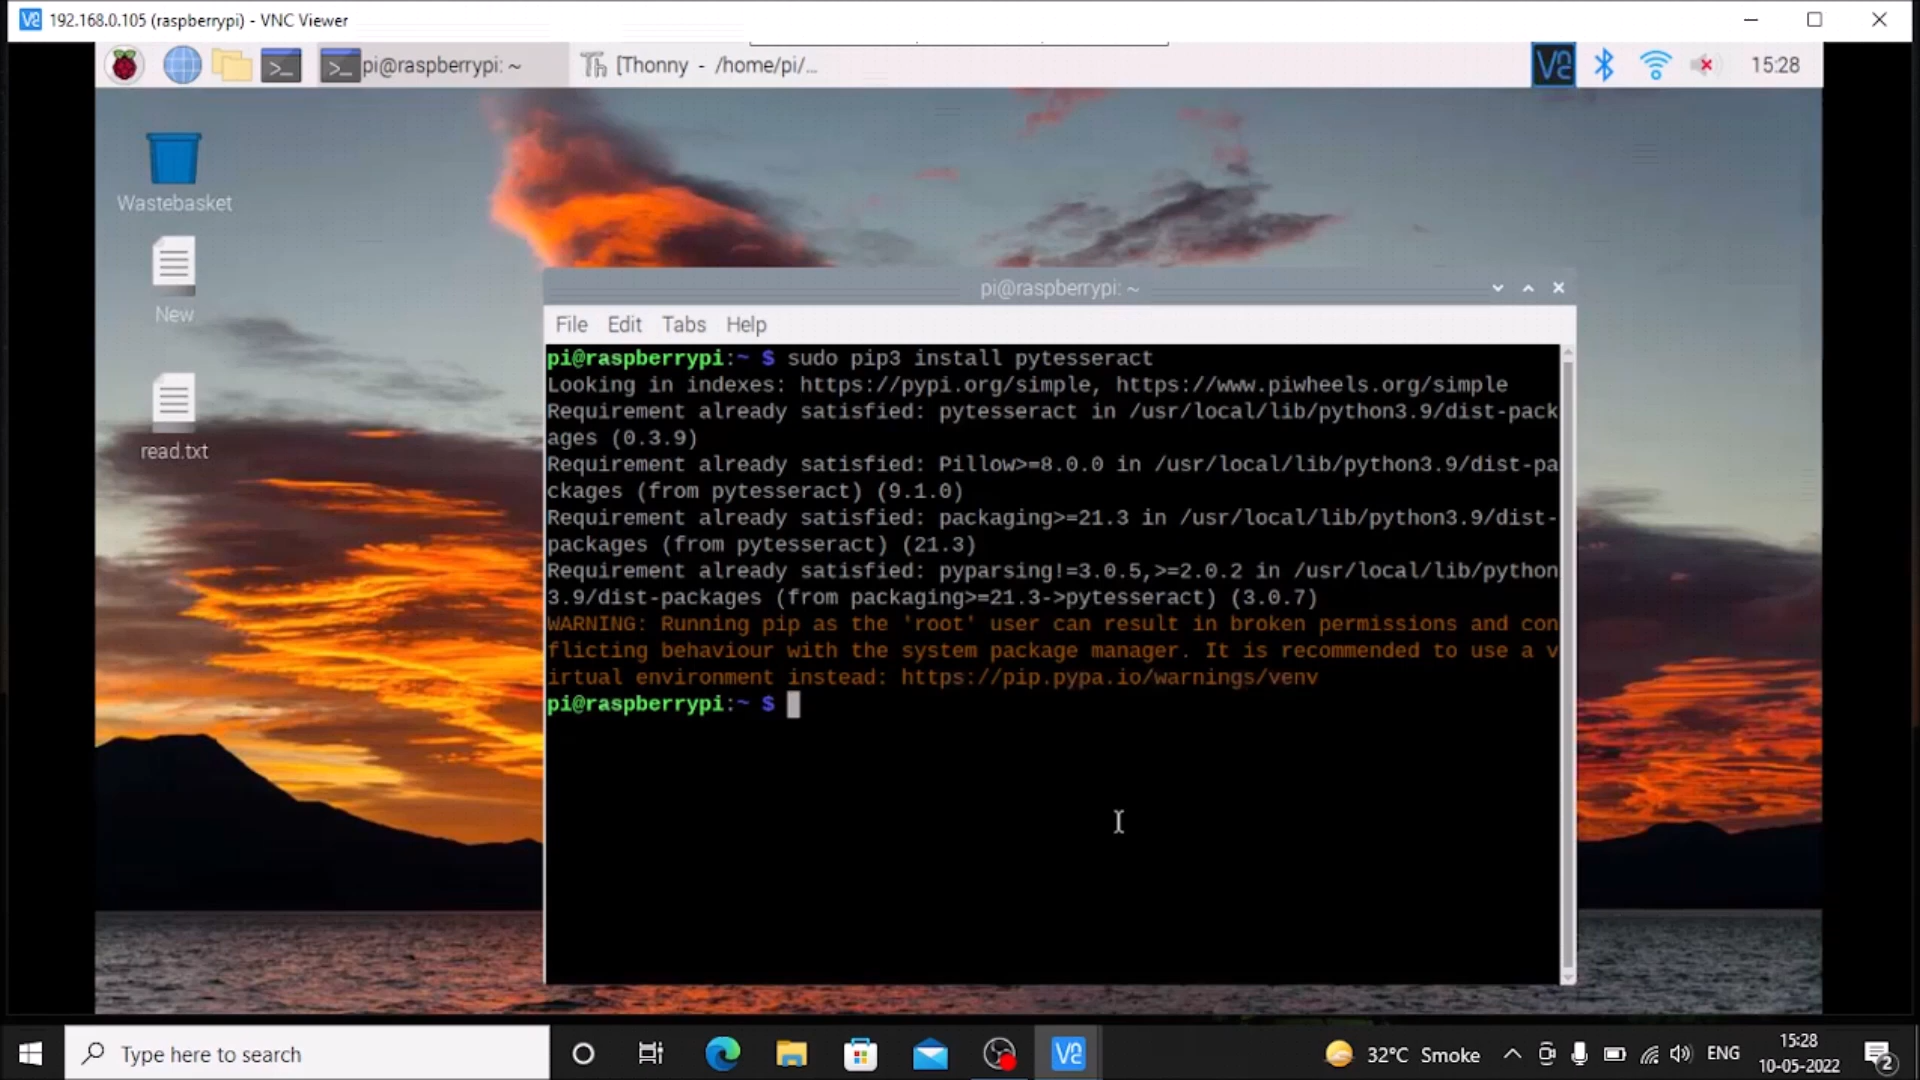 192.168.0.105 (raspberrypi) - VNC Viewer
pi@raspberrypi: ~
[Thonny - /home/pi/...
15:28
Wastebasket
New
read.txt
pi@raspberrypi: ~
File Edit Tabs Help
pi@raspberrypi:~ $ sudo pip3 install pytesseract
Looking in indexes: https://pypi.org/simple, https://www.piwheels.org/simple
Requirement already satisfied: pytesseract in /usr/local/lib/python3.9/dist-pack
ages (0.3.9)
Requirement already satisfied: Pillow>=8.0.0 in /usr/local/lib/python3.9/dist-pa
ckages (from pytesseract) (9.1.0)
Requirement already satisfied: packaging>=21.3 in /usr/local/lib/python3.9/dist-
packages (from pytesseract) (21.3)
Requirement already satisfied: pyparsing!=3.0.5,>=2.0.2 in /usr/local/lib/python
3.9/dist-packages (from packaging>=21.3->pytesseract) (3.0.7)
WARNING: Running pip as the 'root' user can result in broken permissions and con
flicting behaviour with the system package manager. It is recommended to use a v
irtual environment instead: https://pip.pypa.io/warnings/venv
pi@raspberrypi:~ $
Type here to search
32°C Smoke
ENG
15:28
10-05-2022
2